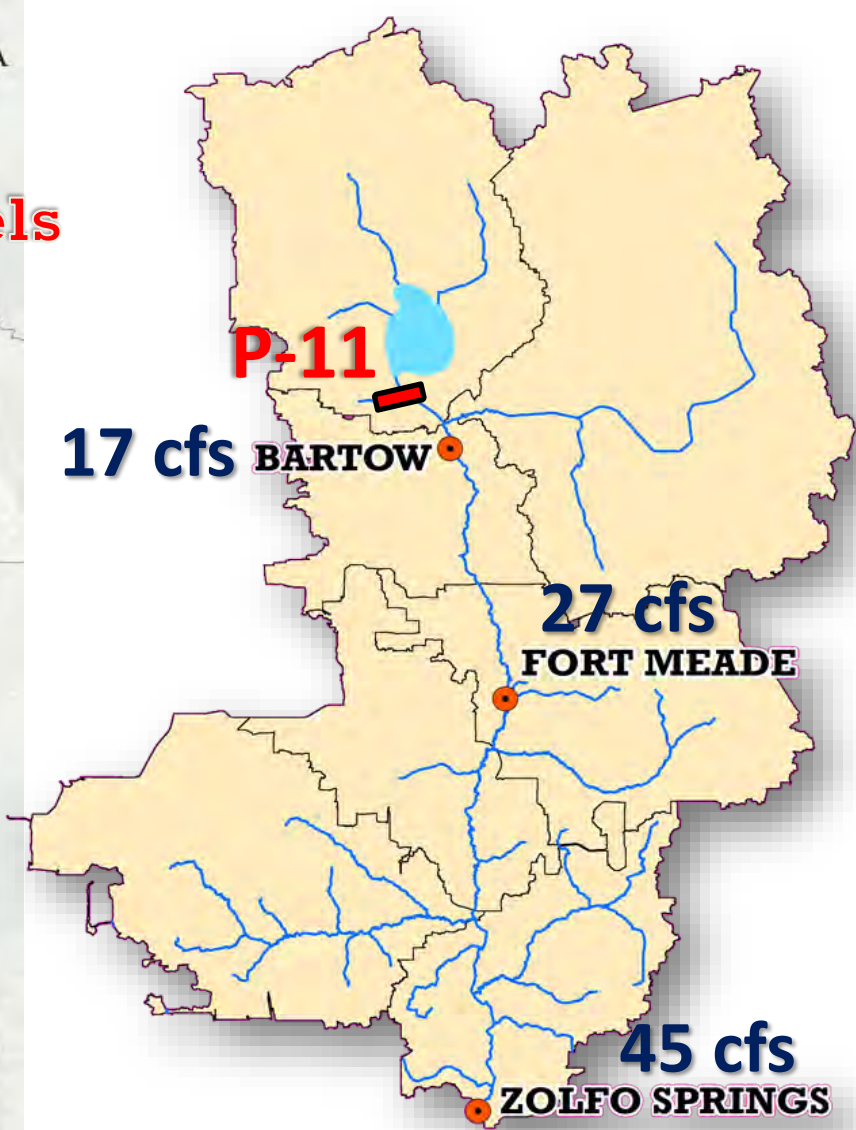 A
els
P-11
17 cfs BARTOW
27 cfs
FORT MEADE
45 cfs
ZOLFO SPRINGS